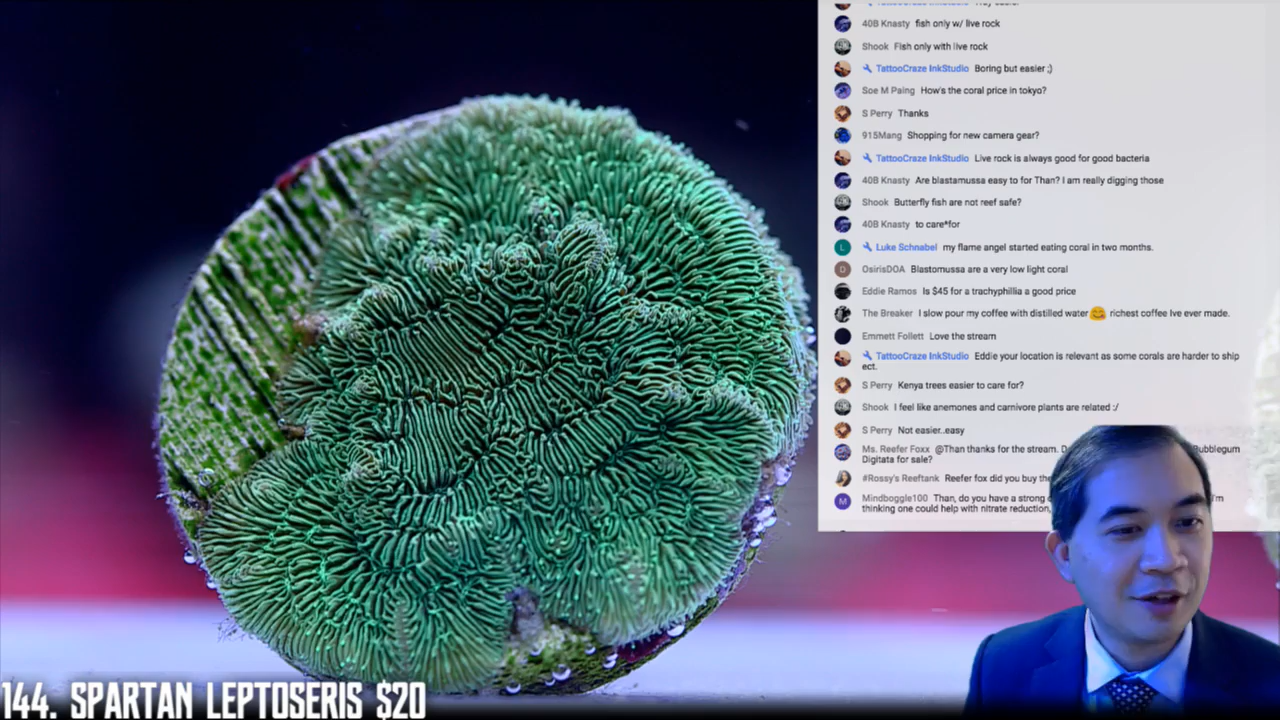 40B Knasty fish only w/ live rock
Shook Fish only with live rock
TattooCraze InkStudio Boring but easier ;)
Soe M Paing How's the coral price in tokyo?
S Perry Thanks
915Mang Shopping for new camera gear?
TattooCraze InkStudio Live rock is always good for good bacteria
40B Knasty Are blastamussa easy to for Than? I am really digging those
Shook Butterfly fish are not reef safe?
40B Knasty to care*for
L Luke Schnabel my flame angel started eating coral in two months.
O OsirisDOA Blastomussa are a very low light coral
Eddie Ramos Is $45 for a trachyphillia a good price
The Breaker I slow pour my coffee with distilled water🤗 richest coffee Ive ever made.
Emmett Follett Love the stream
TattooCraze InkStudio Eddie your location is relevant as some corals are harder to ship
ect.
S Perry Kenya trees easier to care for?
Shook I feel like anemones and carnivore plants are related :/
S Perry Not easier..easy
Ms. Reefer Foxx @Than thanks for the stream. Bubblegum
Digitata for sale?
#Rossy's Reeftank Reefer fox did you buy the
M Mindboggle100 Than, do you have a strong
thinking one could help with nitrate reduction,
144. SPARTAN LEPTOSERIS $20